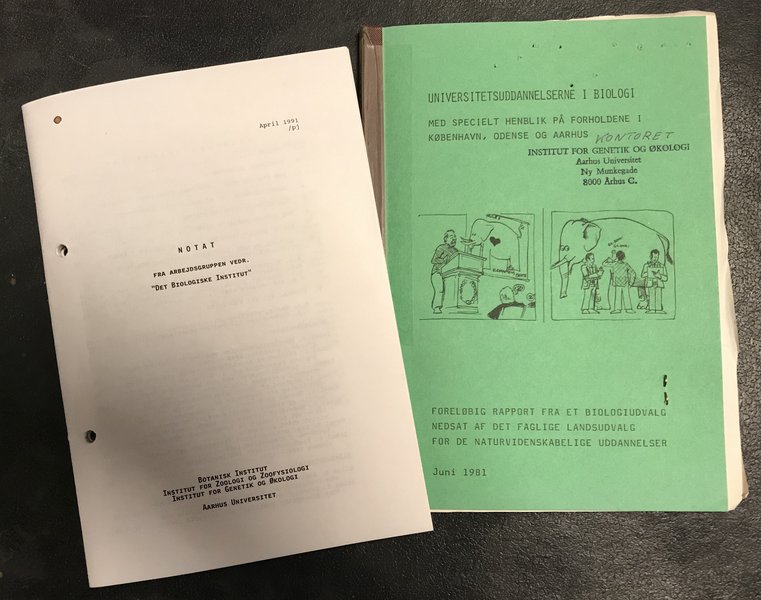 April 1991
/pj
NOTAT
FRA ARBEJDSGRUPPEN VEDR.
"DET BIOLOGISKE INSTITUT"
BOTANISK INSTITUT
INSTITUT FOR ZOOLOGI OG ZOOFYSIOLOGI
INSTITUT FOR GENETIK OG ØKOLOGI
AARHUS UNIVERSITET
UNIVERSITETSUDDANNELSERNE I BIOLOGI
MED SPECIELT HENBLIK PÅ FORHOLDENE I
KØBENHAVN, ODENSE OG AARHUS KONTORET
INSTITUT FOR GENETIK OG ØKOLOGI
Aarhus Universitet
Ny Munkegade
8000 Århus C.
FORELØBIG RAPPORT FRA ET BIOLOGIUDVALG
NEDSAT AF DET FAGLIGE LANDSUDVALG
FOR DE NATURVIDENSKABELIGE UDDANNELSER
Juni 1981